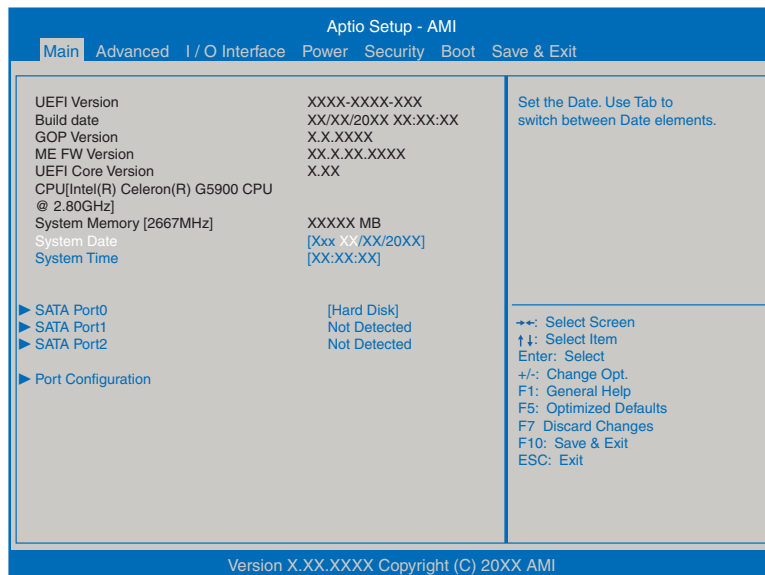 Aptio Setup - AMI
Main Advanced I / O Interface Power Security Boot Save & Exit
UEFI Version XXXX-XXXX-XXX
Build date XX/XX/20XX XX:XX:XX
GOP Version X.X.XXXX
ME FW Version XX.X.XX.XXXX
UEFI Core Version X.XX
CPU[Intel(R) Celeron(R) G5900 CPU
@ 2.80GHz]
System Memory [2667MHz] XXXXX MB
System Date [Xxx XX/XX/20XX]
System Time [XX:XX:XX]
SATA Port0 [Hard Disk]
SATA Port1 Not Detected
SATA Port2 Not Detected
Port Configuration
Set the Date. Use Tab to
switch between Date elements.
→←: Select Screen
↑↓: Select Item
Enter: Select
+/-: Change Opt.
F1: General Help
F5: Optimized Defaults
F7 Discard Changes
F10: Save & Exit
ESC: Exit
Version X.XX.XXXX Copyright (C) 20XX AMI